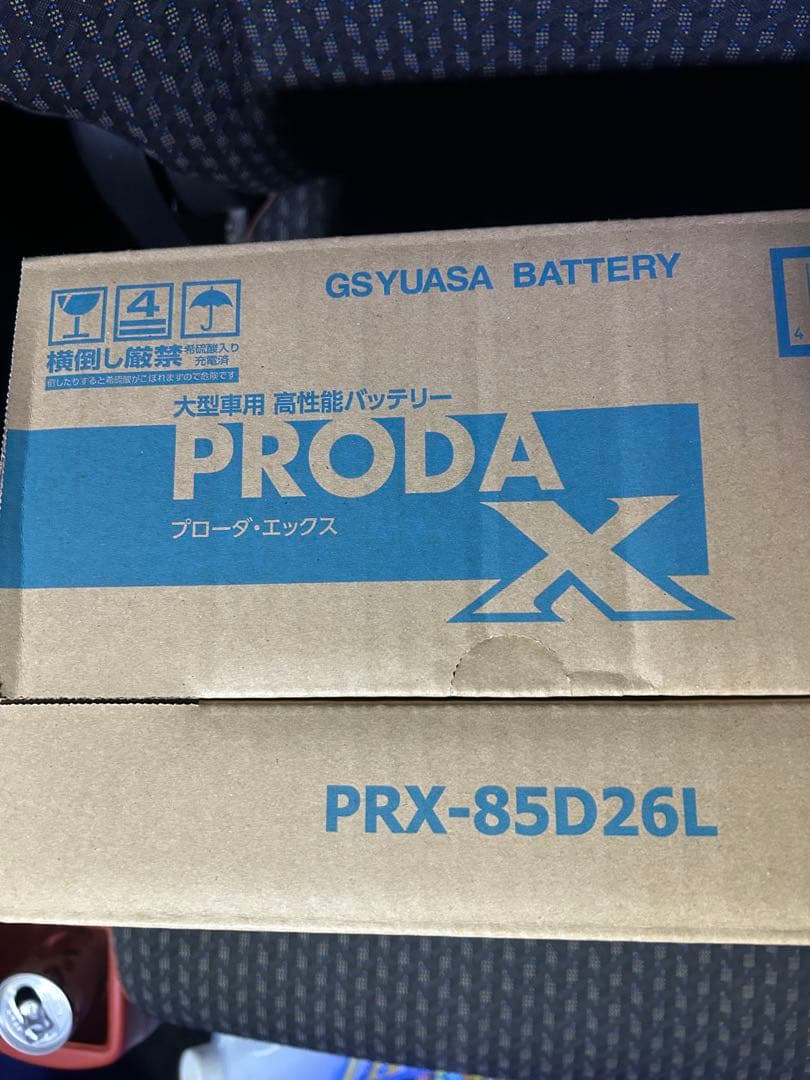 GSYUASA BATTERY
4
横倒し厳禁
希硫酸入り
充電済
倒したりすると希硫酸がこぼれますので危険です
大型車用 高性能バッテリー
PRODA
X
プローダ・エックス
4
PRX-85D26L